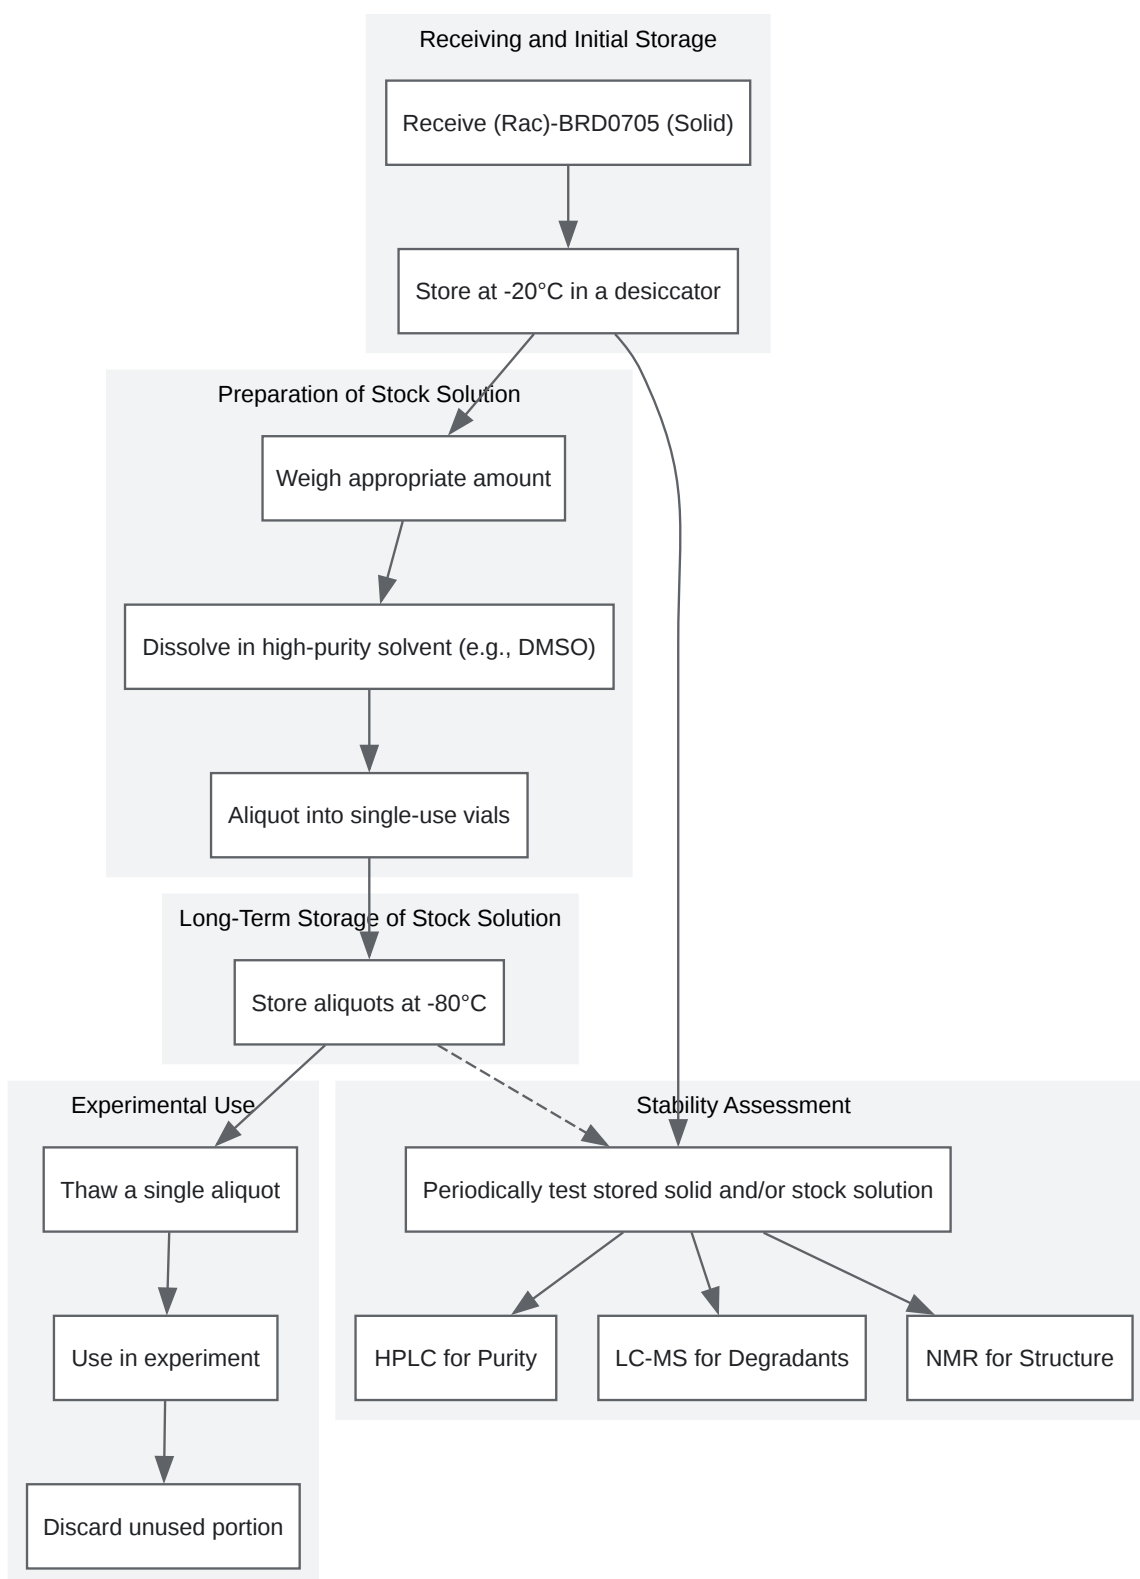 Receiving and Initial Storage
Receive (Rac)-BRD0705 (Solid)
Store at -20°C in a desiccator
Preparation of Stock Solution
Weigh appropriate amount
Dissolve in high-purity solvent (e.g., DMSO)
Aliquot into single-use vials
Long-Term Storage of Stock Solution
Store aliquots at -80°C
Experimental Use
Thaw a single aliquot
Use in experiment
Discard unused portion
Stability Assessment
Periodically test stored solid and/or stock solution
HPLC for Purity
LC-MS for Degradants
NMR for Structure